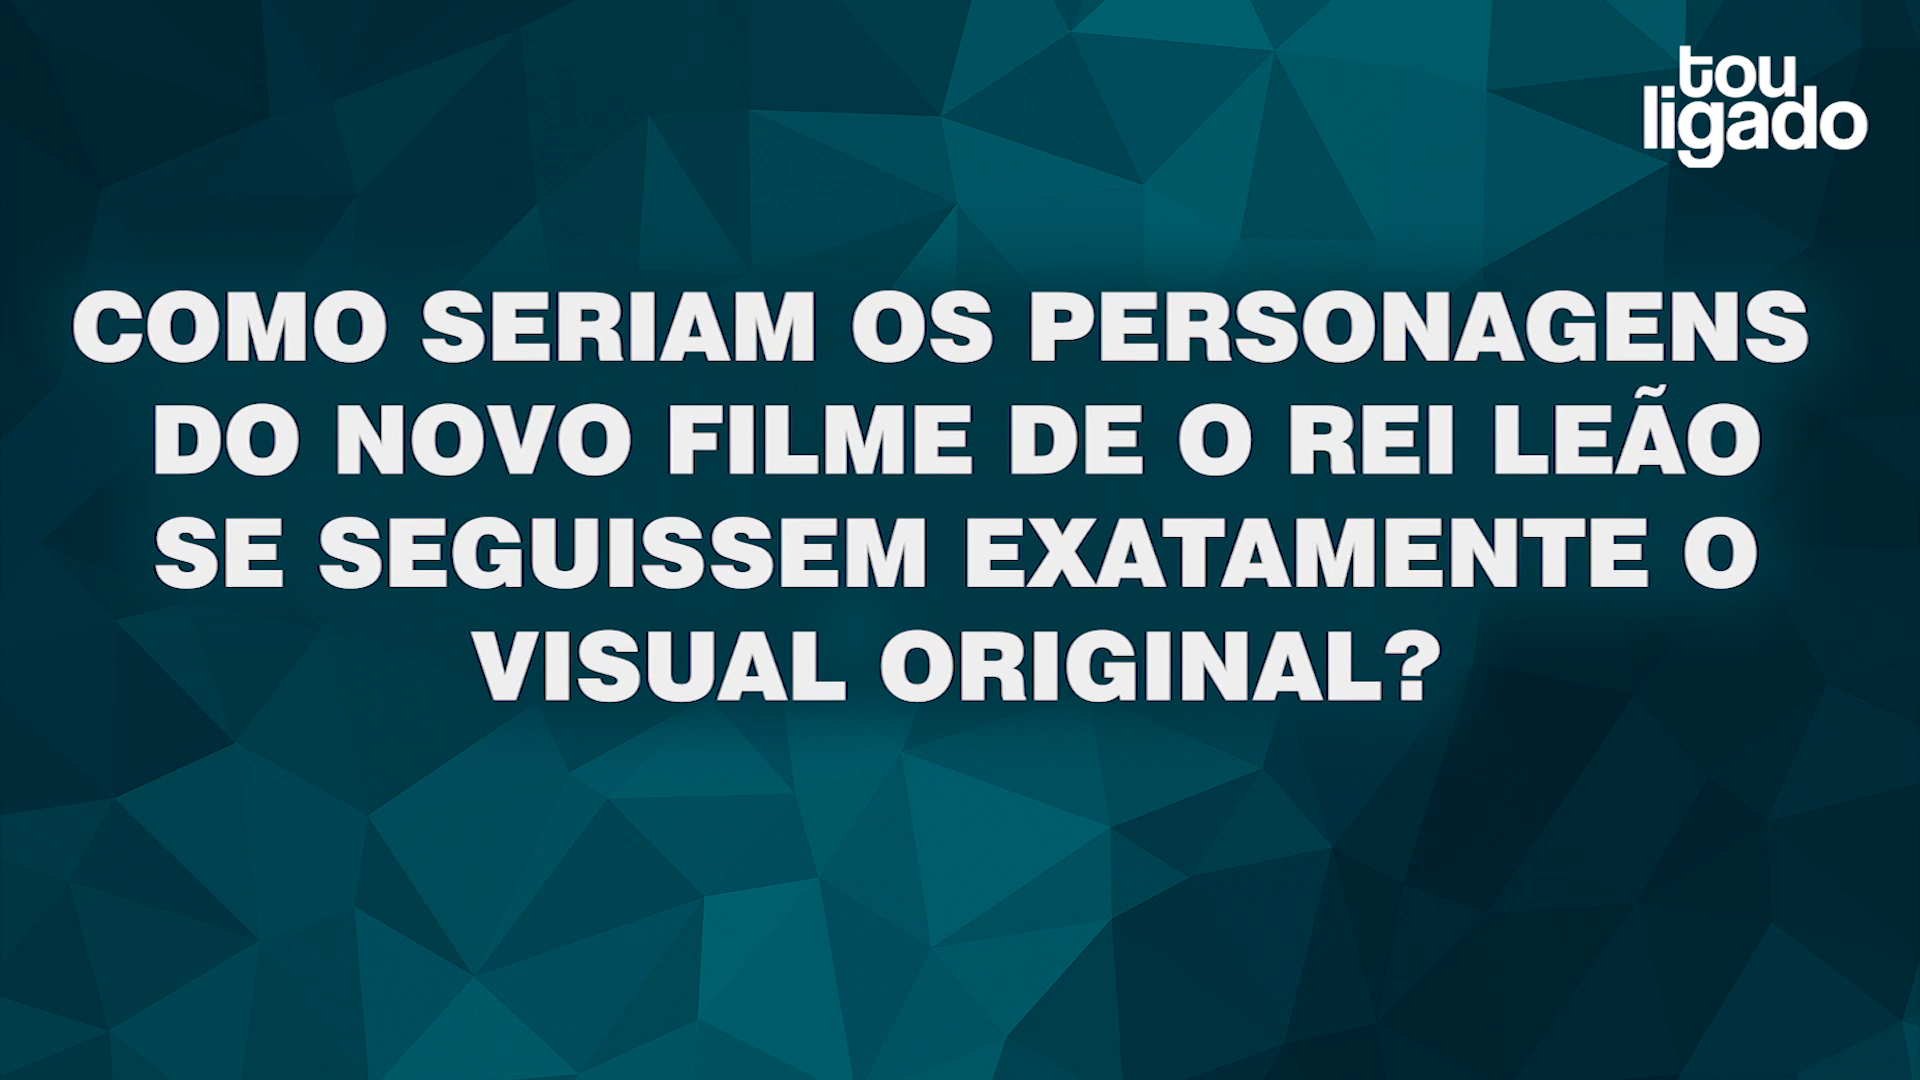 tou
ligado
COMO SERIAM OS PERSONAGENS
DO NOVO FILME DE O REI LEÃO
SE SEGUISSEM EXATAMENTE O
VISUAL ORIGINAL?